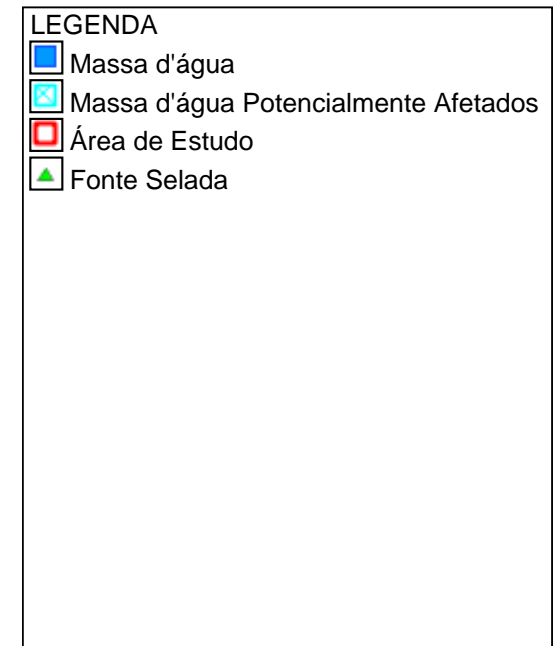 LEGENDA
Massa d'água
Massa d'água Potencialmente Afetados
Área de Estudo
Fonte Selada